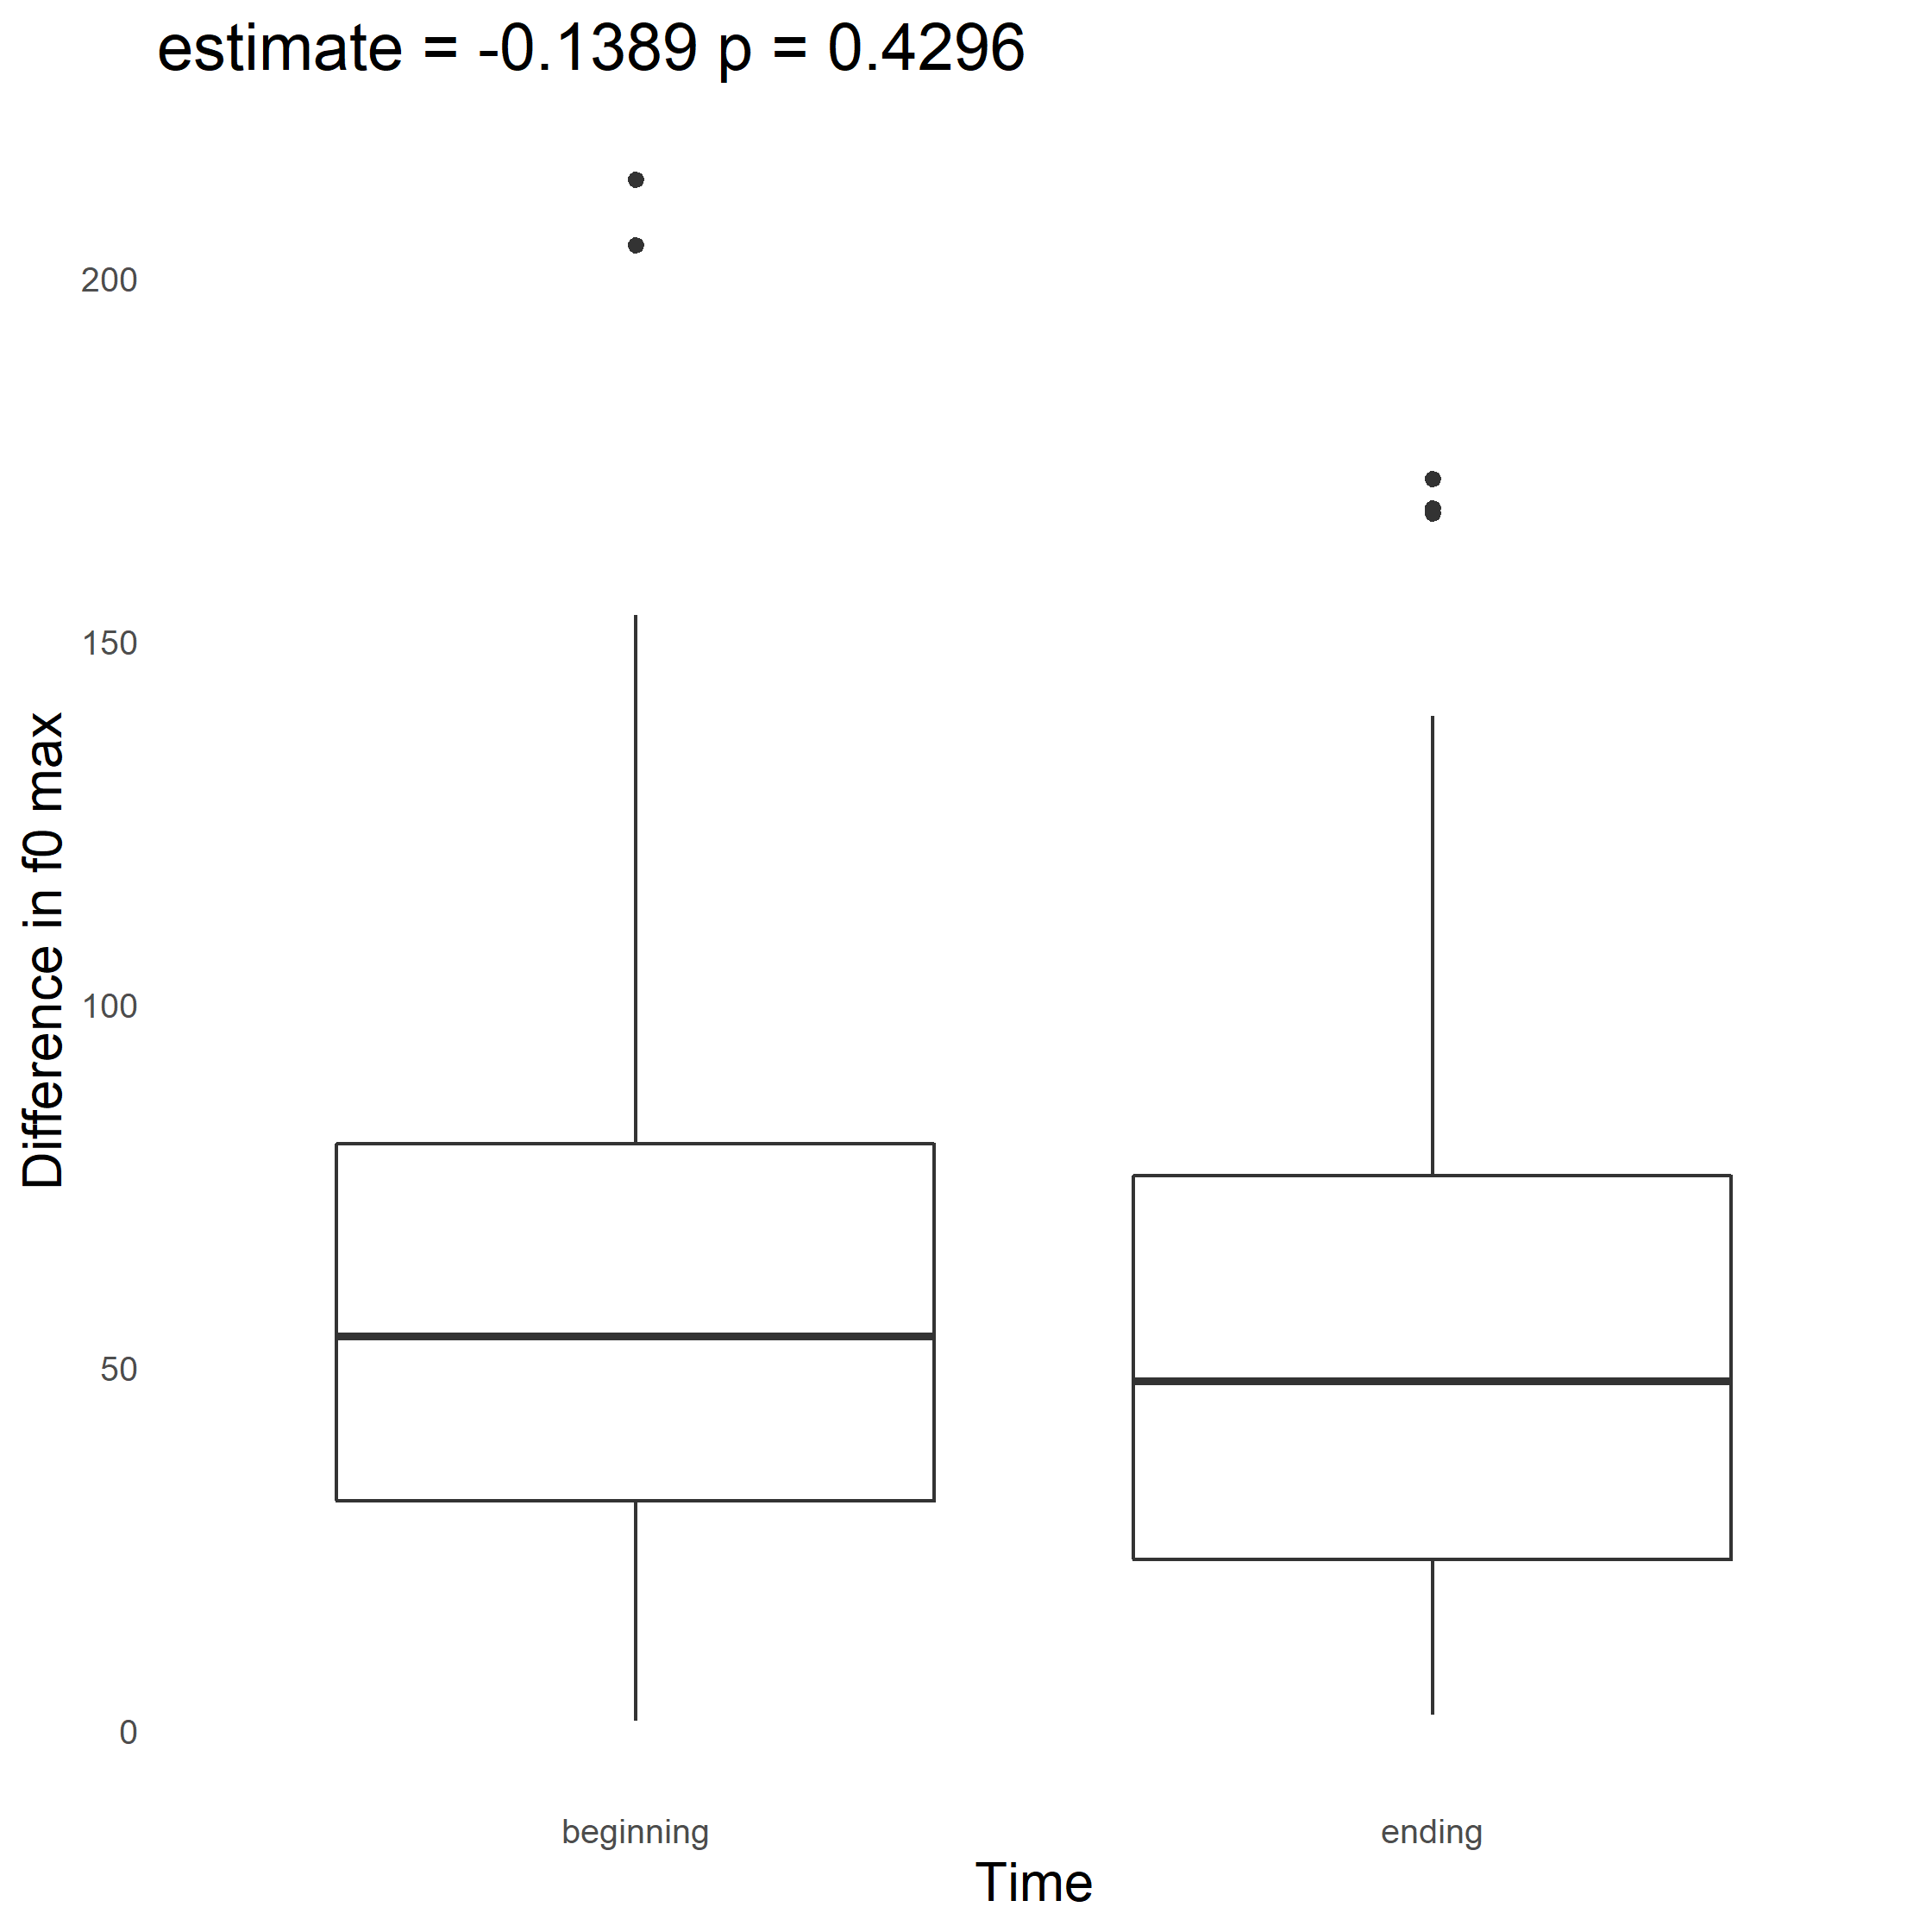 estimate = -0.1389 p = 0.4296
Difference in f0 max
200
150
100
50
0
beginning
ending
Time